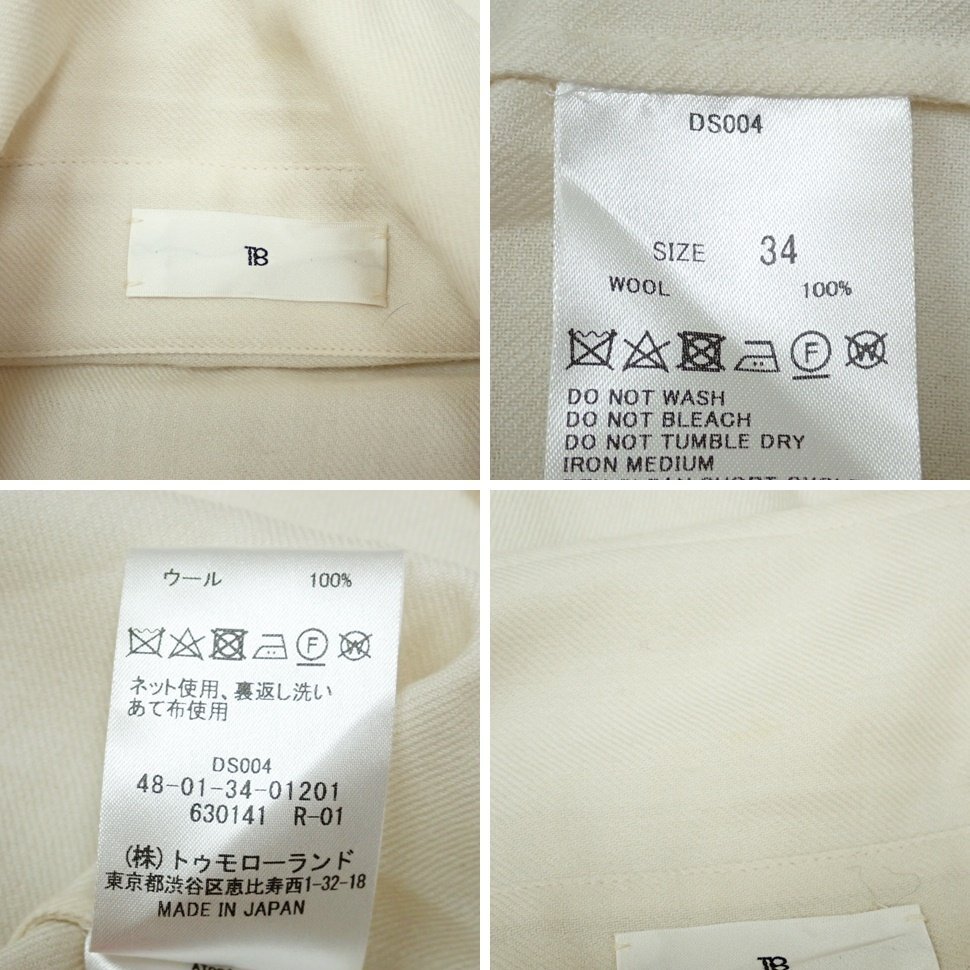 TB
DS004
SIZE 34
WOOL 100%
F W
DO NOT WASH
DO NOT BLEACH
DO NOT TUMBLE DRY
IRON MEDIUM
ウール 100%
F W
ネット使用、裏返し洗い
あて布使用
DS004
48-01-34-01201
630141 R-01
(株)トゥモローランド
東京都渋谷区恵比寿西1-32-18
MADE IN JAPAN
TB